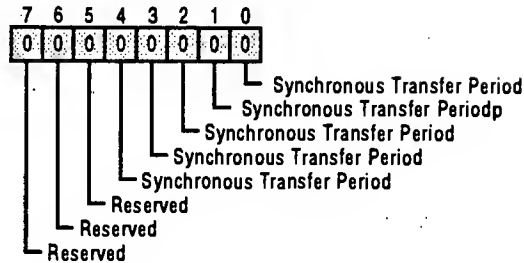 7 6 5 4 3 2 1 0
0 0 0 0 0 0 0 0
Synchronous Transfer Period
Synchronous Transfer Periodp
Synchronous Transfer Period
Synchronous Transfer Period
Synchronous Transfer Period
Reserved
Reserved
Reserved